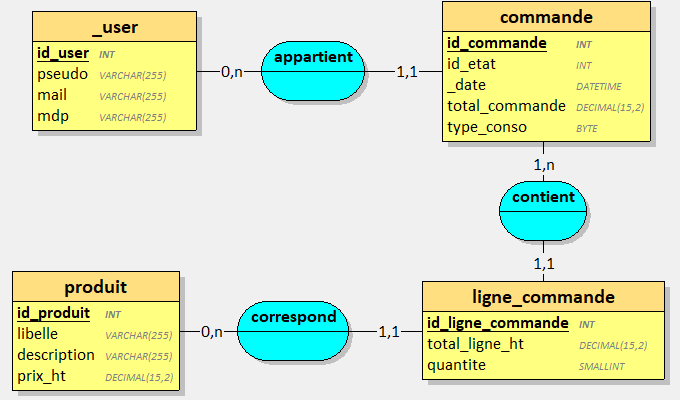 _user
id_user INT
pseudo VARCHAR(255)
mail VARCHAR(255)
mdp VARCHAR(255)
0,n
appartient
1,1
commande
id_commande INT
id_etat INT
_date DATETIME
total_commande DECIMAL(15,2)
type_conso BYTE
1,n
contient
1,1
produit
id_produit INT
libelle VARCHAR(255)
description VARCHAR(255)
prix_ht DECIMAL(15,2)
0,n
correspond
1,1
ligne_commande
id_ligne_commande INT
total_ligne_ht DECIMAL(15,2)
quantite SMALLINT